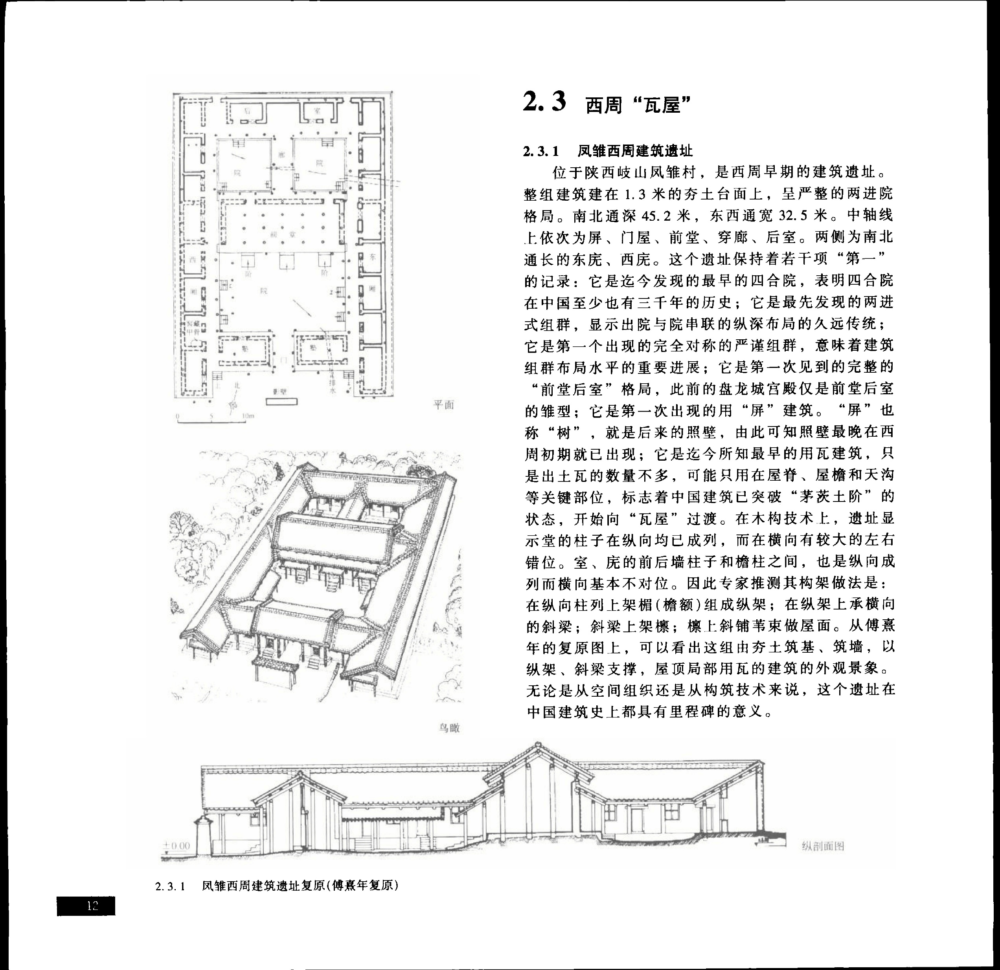 后
室
廊
院
院
前 堂
西
东
阶
阶
院
厢
厢
窖藏
甲骨
塾
塾
门
上
北
影壁
排
水
0 5 10m
平面
鸟瞰
2.3 西周“瓦屋”
2.3.1 凤雏西周建筑遗址
位于陕西岐山凤雏村，是西周早期的建筑遗址。
整组建筑建在 1.3 米的夯土台面上，呈严整的两进院
格局。南北通深 45.2 米，东西通宽 32.5 米。中轴线
上依次为屏、门屋、前堂、穿廊、后室。两侧为南北
通长的东庑、西庑。这个遗址保持着若干项“第一”
的记录：它是迄今发现的最早的四合院，表明四合院
在中国至少也有三千年的历史；它是最先发现的两进
式组群，显示出院与院串联的纵深布局的久远传统；
它是第一个出现的完全对称的严谨组群，意味着建筑
组群布局水平的重要进展；它是第一次见到的完整的
“前堂后室”格局，此前的盘龙城宫殿仅是前堂后室
的雏型；它是第一次出现的用“屏”建筑。“屏”也
称“树”，就是后来的照壁，由此可知照壁最晚在西
周初期就已出现；它是迄今所知最早的用瓦建筑，只
是出土瓦的数量不多，可能只用在屋脊、屋檐和天沟
等关键部位，标志着中国建筑已突破“茅茨土阶”的
状态，开始向“瓦屋”过渡。在木构技术上，遗址显
示堂的柱子在纵向均已成列，而在横向有较大的左右
错位。室、庑的前后墙柱子和檐柱之间，也是纵向成
列而横向基本不对位。因此专家推测其构架做法是：
在纵向柱列上架楣(檐额)组成纵架；在纵架上承横向
的斜梁；斜梁上架檩；檩上斜铺苇束做屋面。从傅熹
年的复原图上，可以看出这组由夯土筑基、筑墙，以
纵架、斜梁支撑，屋顶局部用瓦的建筑的外观景象。
无论是从空间组织还是从构筑技术来说，这个遗址在
中国建筑史上都具有里程碑的意义。
±0.00
纵剖面图
2.3.1 凤雏西周建筑遗址复原(傅熹年复原)
12